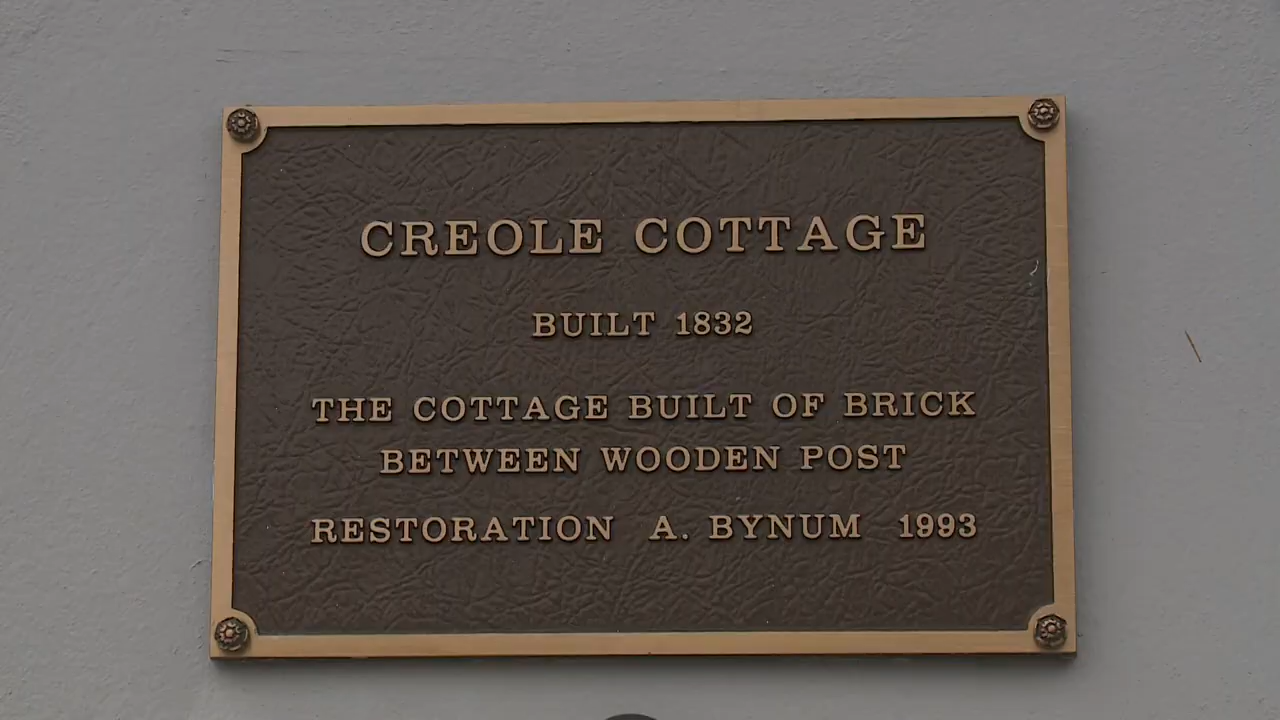 CREOLE COTTAGE
BUILT 1832
THE COTTAGE BUILT OF BRICK
BETWEEN WOODEN POST
RESTORATION A. BYNUM 1993